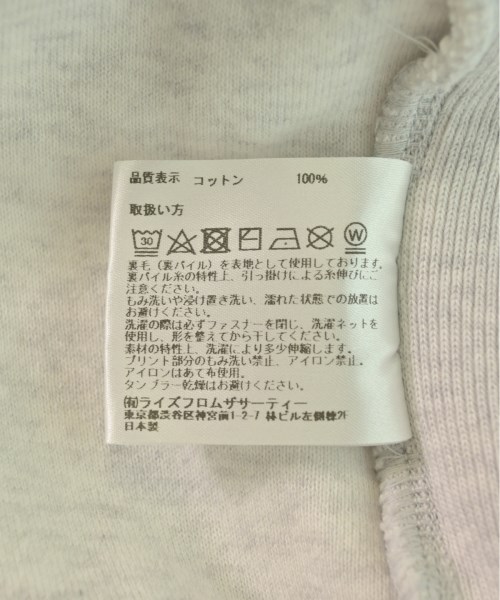 品質表示 コットン 100%
取扱い方
30 W
裏毛(裏パイル)を表地として使用しております。
裏パイル糸の特性上、引っ掛けによる糸伸びにご
注意ください。
もみ洗いや浸け置き洗い、濡れた状態での放置は
お避けください。
洗濯の際は必ずファスナーを閉じ、洗濯ネットを
使用し、形を整えてから干してください。
素材の特性上、洗濯により多少伸縮します。
プリント部分のもみ洗い禁止、アイロン禁止。
アイロンはあて布使用。
タンブラー乾燥はお避けください。
㈲ライズフロムザサーティー
東京都渋谷区神宮前1-2-7 林ビル左側棟2F
日本製